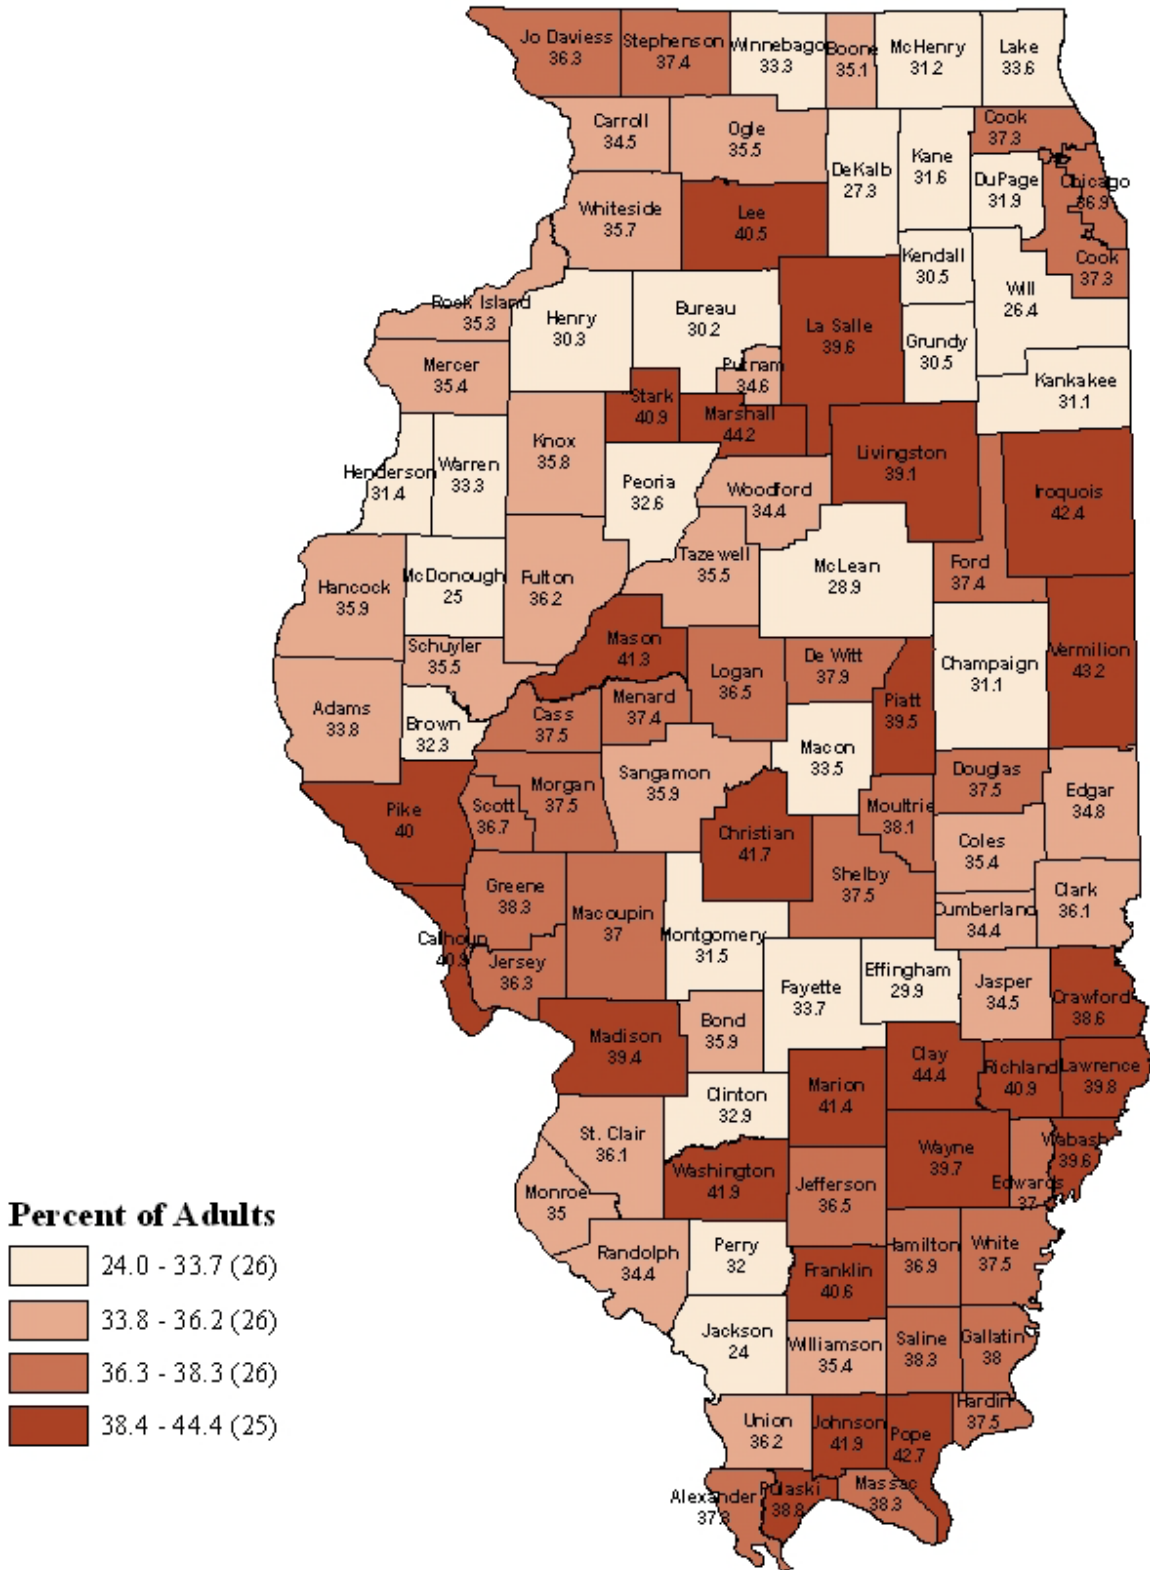 Jo Daviess
36.3
Stephenson
37.4
Winnebago
33.3
Boone
35.1
McHenry
31.2
Lake
33.6
Carroll
34.5
Ogle
35.5
DeKalb
27.3
Kane
31.6
Cook
37.3
DuPage
31.9
Chicago
36.9
Whiteside
35.7
Lee
40.5
Kendall
30.5
Cook
37.3
Rock Island
35.3
Henry
30.3
Bureau
30.2
La Salle
39.6
Will
26.4
Grundy
30.5
Mercer
35.4
Putnam
34.6
Kankakee
31.1
Stark
40.9
Marshall
44.2
Knox
35.8
Livingston
39.1
Henderson
31.4
Warren
33.3
Peoria
32.6
Woodford
34.4
Iroquois
42.4
Tazewell
35.5
McLean
28.9
Ford
37.4
Hancock
35.9
McDonough
25
Fulton
36.2
Mason
41.3
Schuyler
35.5
Logan
36.5
De Witt
37.9
Champaign
31.1
Vermilion
43.2
Adams
33.8
Brown
32.3
Cass
37.5
Menard
37.4
Piatt
39.5
Macon
33.5
Sangamon
35.9
Morgan
37.5
Scott
36.7
Pike
40
Douglas
37.5
Edgar
34.8
Moultrie
38.1
Christian
41.7
Coles
35.4
Shelby
37.5
Greene
38.3
Macoupin
37
Clark
36.1
Cumberland
34.4
Montgomery
31.5
Calhoun
40.9
Jersey
36.3
Effingham
29.9
Fayette
33.7
Jasper
34.5
Crawford
38.6
Madison
39.4
Bond
35.9
Clay
44.4
Richland
40.9
Lawrence
39.8
Marion
41.4
Clinton
32.9
St. Clair
36.1
Wayne
39.7
Wabash
39.6
Washington
41.9
Jefferson
36.5
Edwards
37
Monroe
35
Randolph
34.4
Perry
32
Hamilton
36.9
White
37.5
Franklin
40.6
Jackson
24
Williamson
35.4
Saline
38.3
Gallatin
38
Union
36.2
Johnson
41.9
Pope
42.7
Hardin
37.5
Alexander
Pulaski
38.8
Massac
38.3
Percent of Adults
24.0 - 33.7 (26)
33.8 - 36.2 (26)
36.3 - 38.3 (26)
38.4 - 44.4 (25)